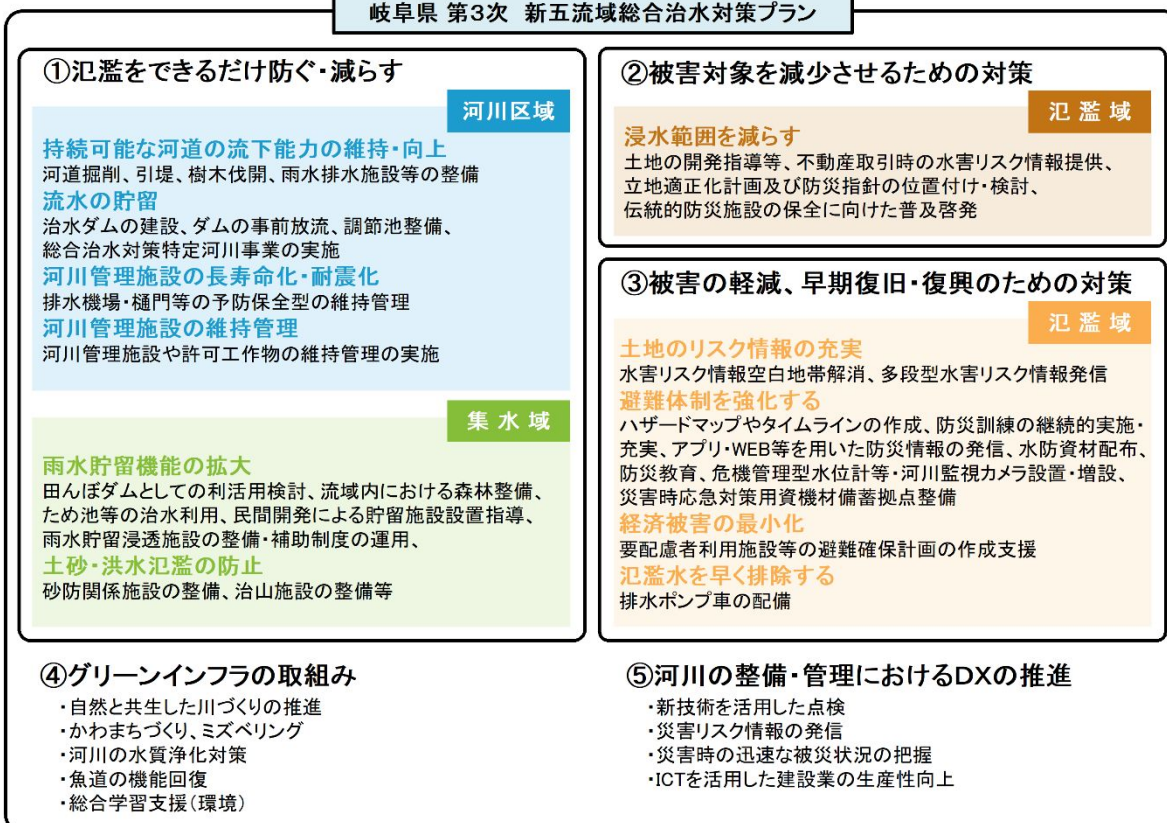 岐阜県 第3次 新五流域総合治水対策プラン
①氾濫をできるだけ防ぐ・減らす
河川区域
持続可能な河道の流下能力の維持・向上
河道掘削、引堤、樹木伐開、雨水排水施設等の整備
流水の貯留
治水ダムの建設、ダムの事前放流、調節池整備、
総合治水対策特定河川事業の実施
河川管理施設の長寿命化・耐震化
排水機場・樋門等の予防保全型の維持管理
河川管理施設の維持管理
河川管理施設や許可工作物の維持管理の実施
集水域
雨水貯留機能の拡大
田んぼダムとしての利活用検討、流域内における森林整備、
ため池等の治水利用、民間開発による貯留施設設置指導、
雨水貯留浸透施設の整備・補助制度の運用、
土砂・洪水氾濫の防止
砂防関係施設の整備、治山施設の整備等
②被害対象を減少させるための対策
氾濫域
浸水範囲を減らす
土地の開発指導等、不動産取引時の水害リスク情報提供、
立地適正化計画及び防災指針の位置付け・検討、
伝統的防災施設の保全に向けた普及啓発
③被害の軽減、早期復旧・復興のための対策
氾濫域
土地のリスク情報の充実
水害リスク情報空白地帯解消、多段型水害リスク情報発信
避難体制を強化する
ハザードマップやタイムラインの作成、防災訓練の継続的実施・
充実、アプリ・WEB等を用いた防災情報の発信、水防資材配布、
防災教育、危機管理型水位計等・河川監視カメラ設置・増設、
災害時応急対策用資機材備蓄拠点整備
経済被害の最小化
要配慮者利用施設等の避難確保計画の作成支援
氾濫水を早く排除する
排水ポンプ車の配備
④グリーンインフラの取組み
・自然と共生した川づくりの推進
・かわまちづくり、ミズベリング
・河川の水質浄化対策
・魚道の機能回復
・総合学習支援(環境)
⑤河川の整備・管理におけるDXの推進
・新技術を活用した点検
・災害リスク情報の発信
・災害時の迅速な被災状況の把握
・ICTを活用した建設業の生産性向上